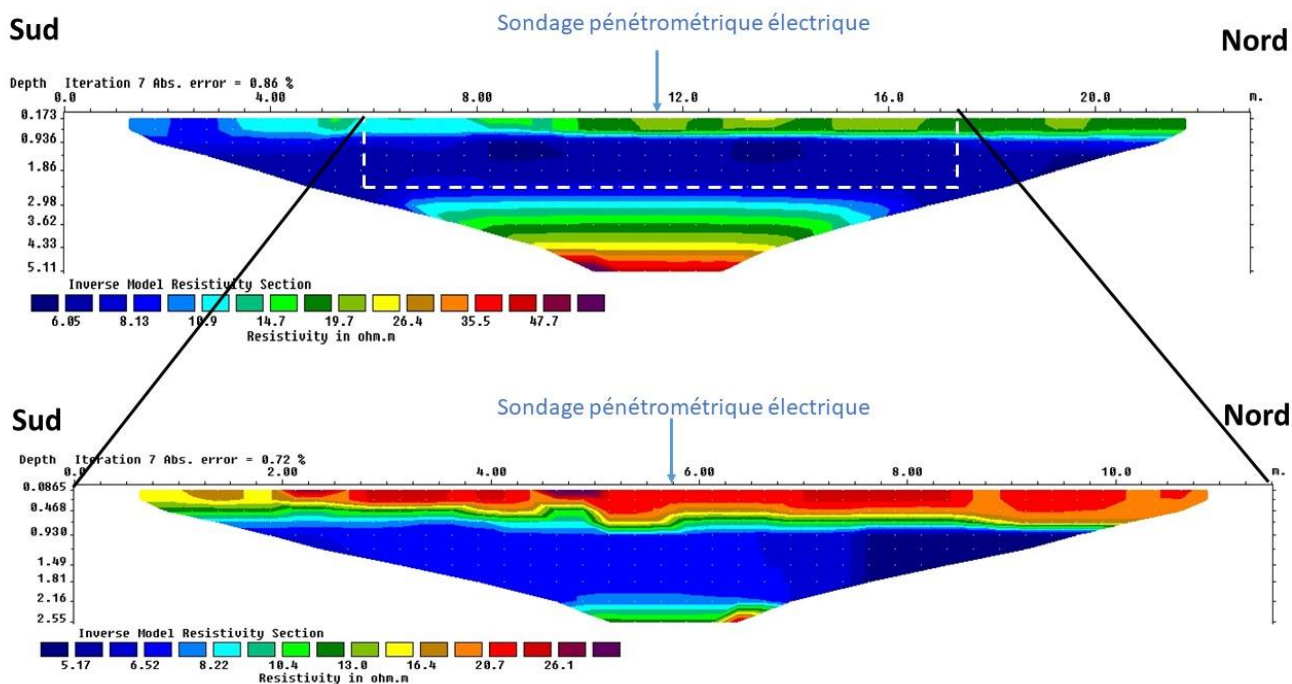 Sondage pénétrométrique électrique
Sud
Nord
Depth Iteration 7 Abs. error = 0.86 %
0.0 4.00 8.00 12.0 16.0 20.0 m.
0.173
0.936
1.86
2.98
3.62
4.33
5.11
Inverse Model Resistivity Section
6.05 8.13 10.9 14.7 19.7 26.4 35.5 47.7
Resistivity in ohm.m
Sondage pénétrométrique électrique
Sud
Nord
Depth Iteration 7 Abs. error = 0.72 %
0.0 2.00 4.00 6.00 8.00 10.0 m.
0.0865
0.468
0.930
1.49
1.81
2.16
2.55
Inverse Model Resistivity Section
5.17 6.52 8.22 10.4 13.0 16.4 20.7 26.1
Resistivity in ohm.m